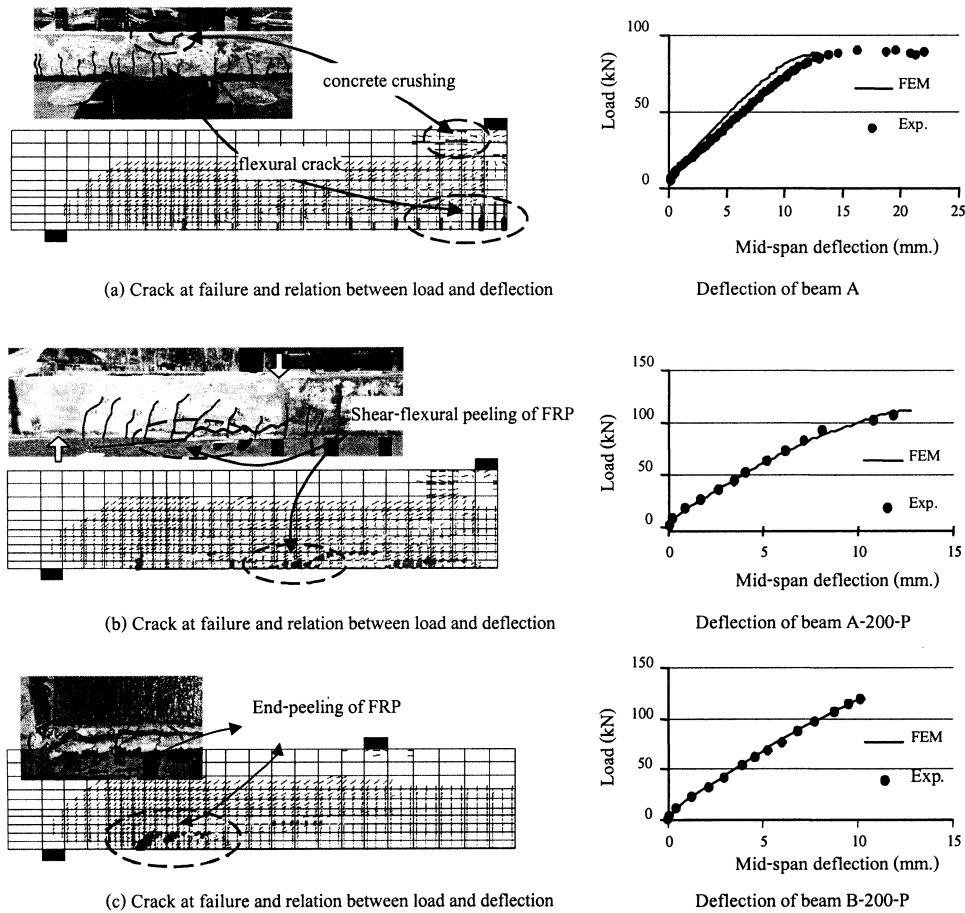 concrete crushing
flexural crack
(a) Crack at failure and relation between load and deflection
100
50
0
Load (kN)
FEM
Exp.
0
5
10
15
20
25
Mid-span deflection (mm.)
Deflection of beam A
Shear-flexural peeling of FRP
(b) Crack at failure and relation between load and deflection
150
100
50
0
Load (kN)
FEM
Exp.
0
5
10
15
Mid-span deflection (mm.)
Deflection of beam A-200-P
End-peeling of FRP
(c) Crack at failure and relation between load and deflection
150
100
50
0
Load (kN)
FEM
Exp.
0
5
10
15
Mid-span deflection (mm.)
Deflection of beam B-200-P